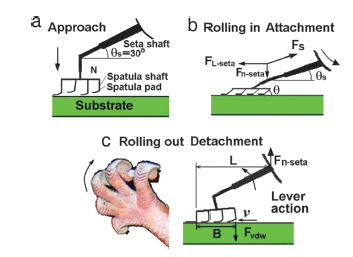 a Approach
Seta shaft
θs=30°
N
Spatula shaft
Spatula pad
Substrate
b Rolling in Attachment
Fs
FL-seta
Fn-seta
θs
θ
C Rolling out Detachment
L
Fn-seta
Lever
action
v
B
Fvdw